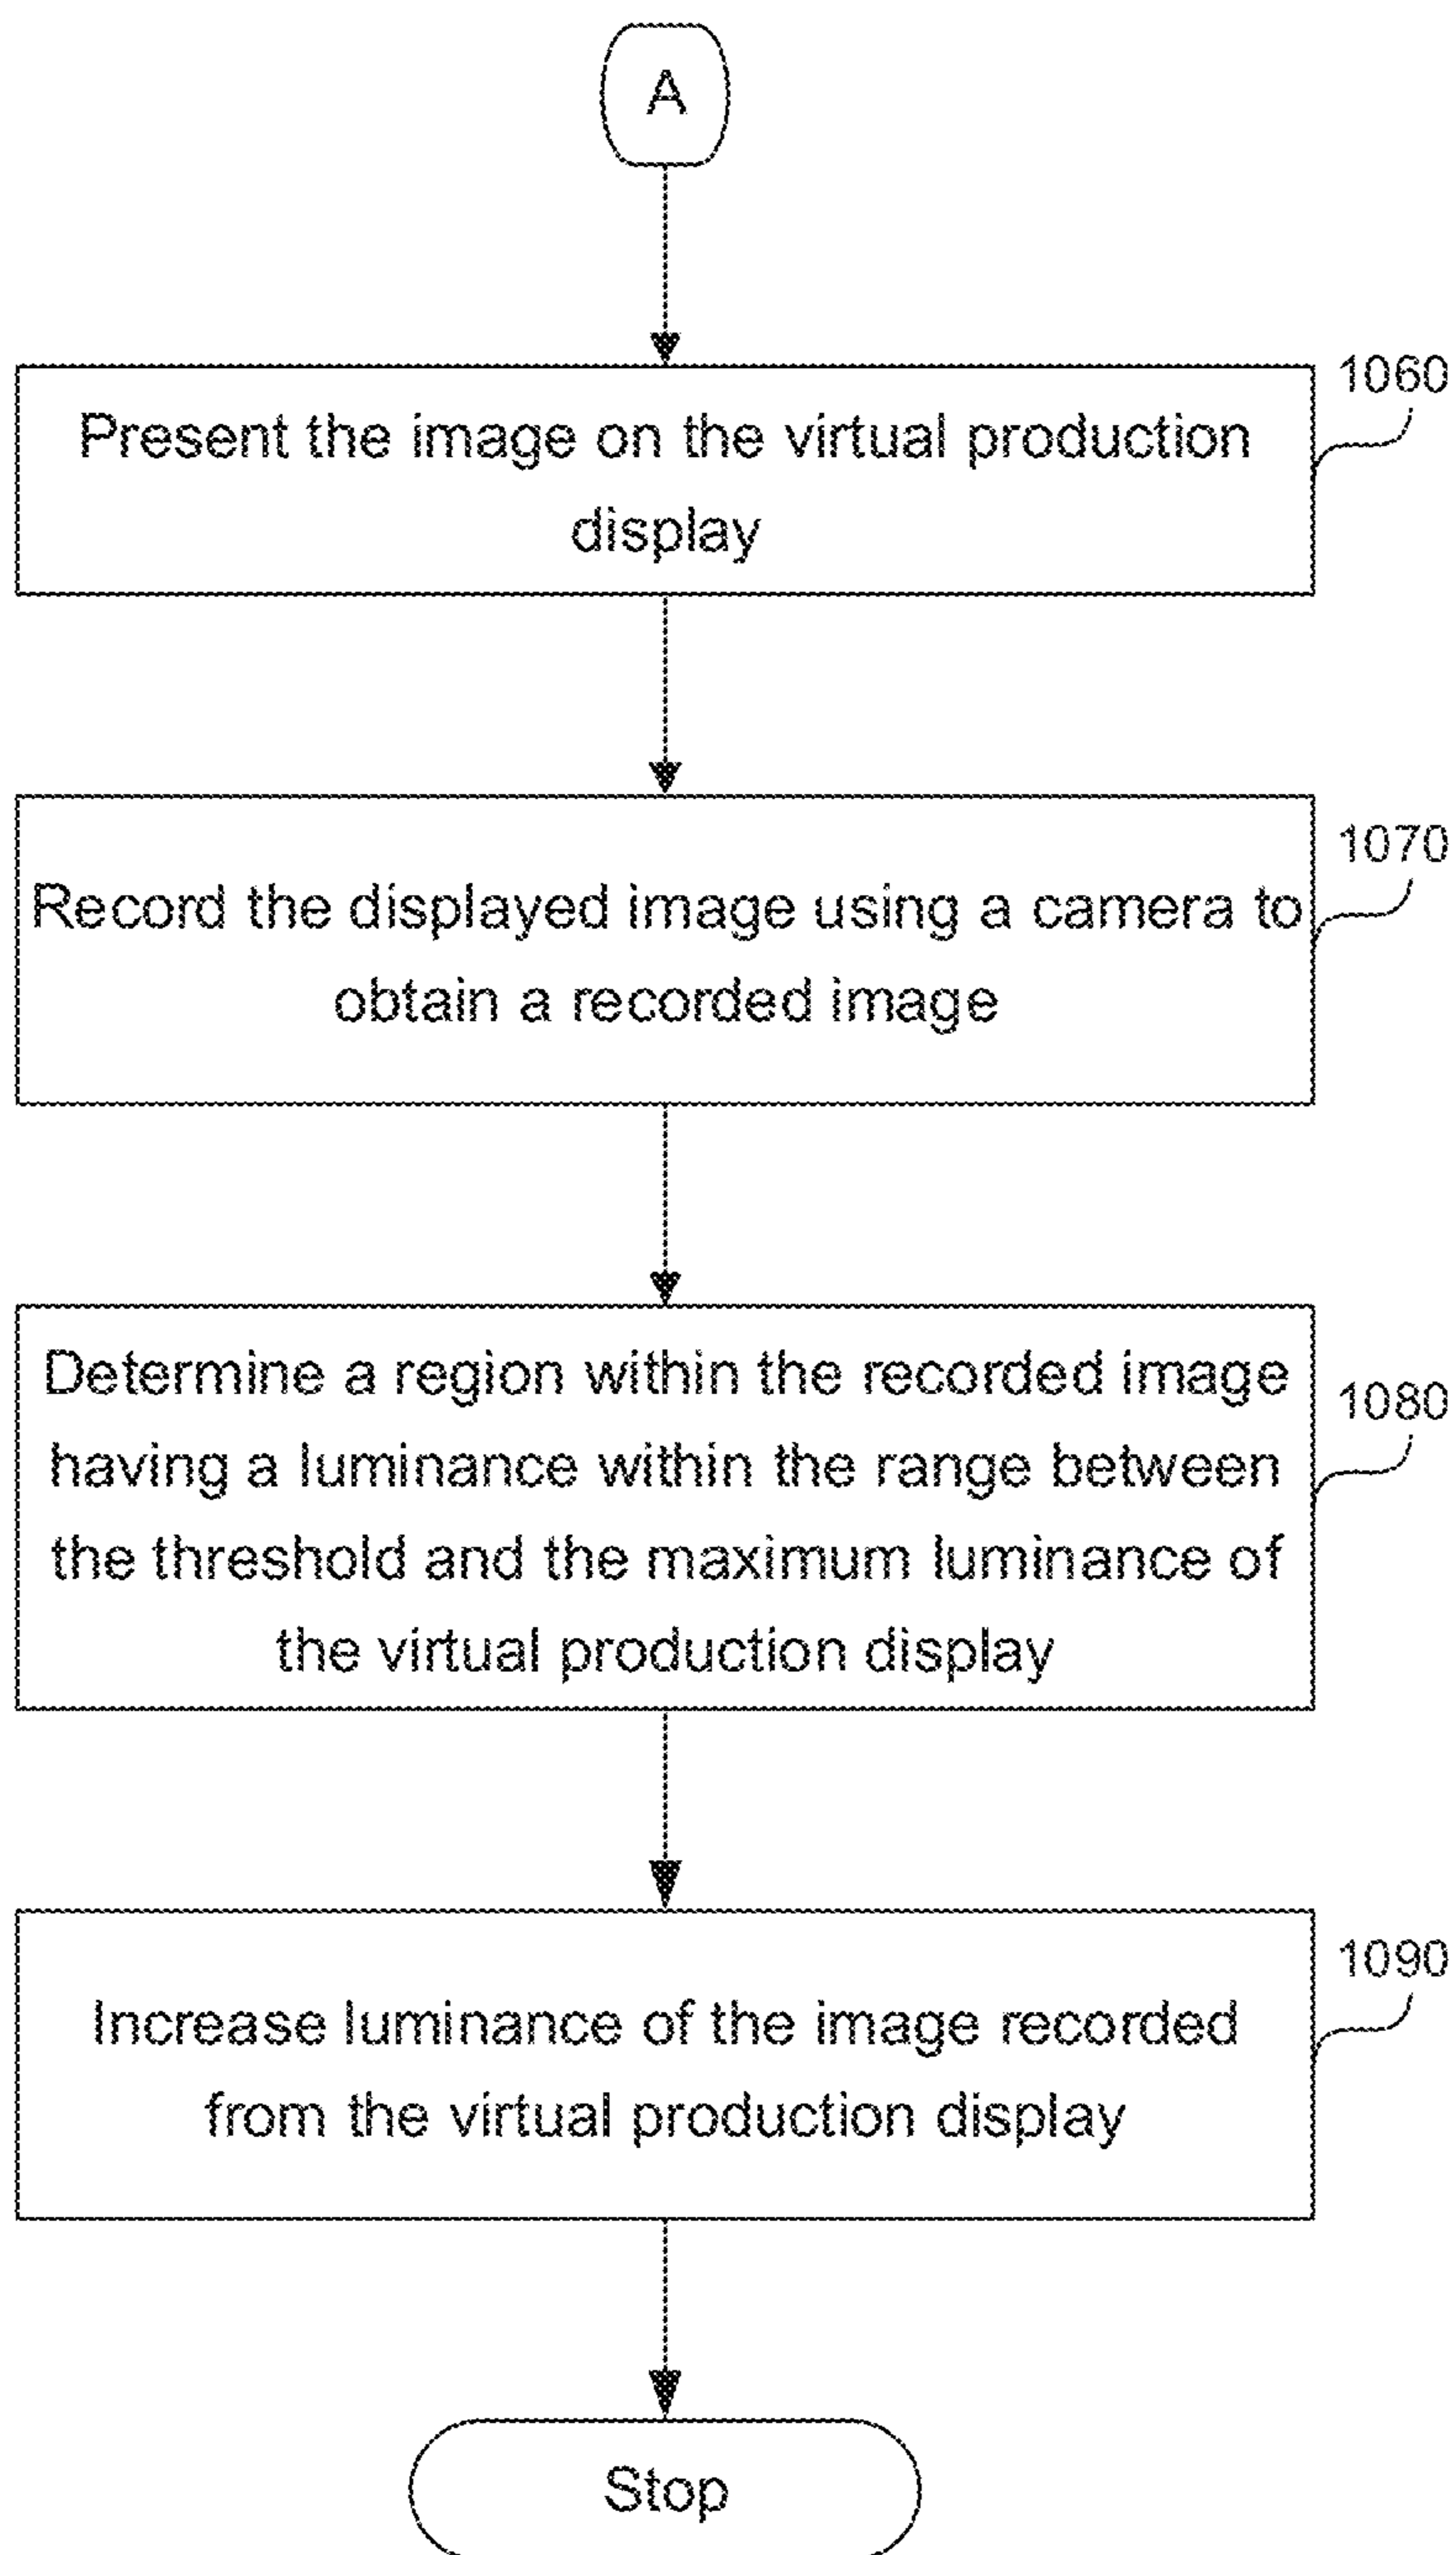 A
1060
Present the image on the virtual production
display
1070
Record the displayed image using a camera to
obtain a recorded image
Determine a region within the recorded image
1080
having a luminance within the range between
the threshold and the maximum luminance of
the virtual production display
1090
Increase luminance of the image recorded
from the virtual production display
Stop